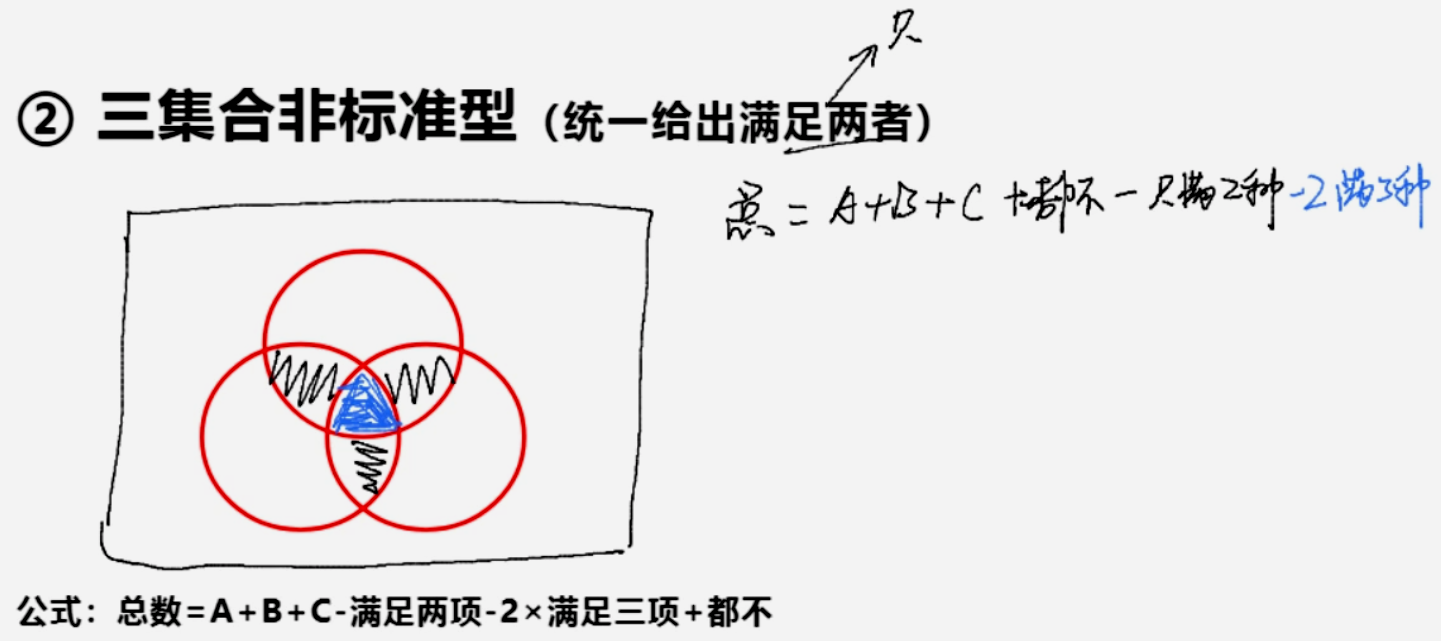 只
② 三集合非标准型（统一给出满足两者）
总 = A+B+C +都不 - 只满2种 -2满3种
公式：总数=A+B+C-满足两项-2×满足三项+都不